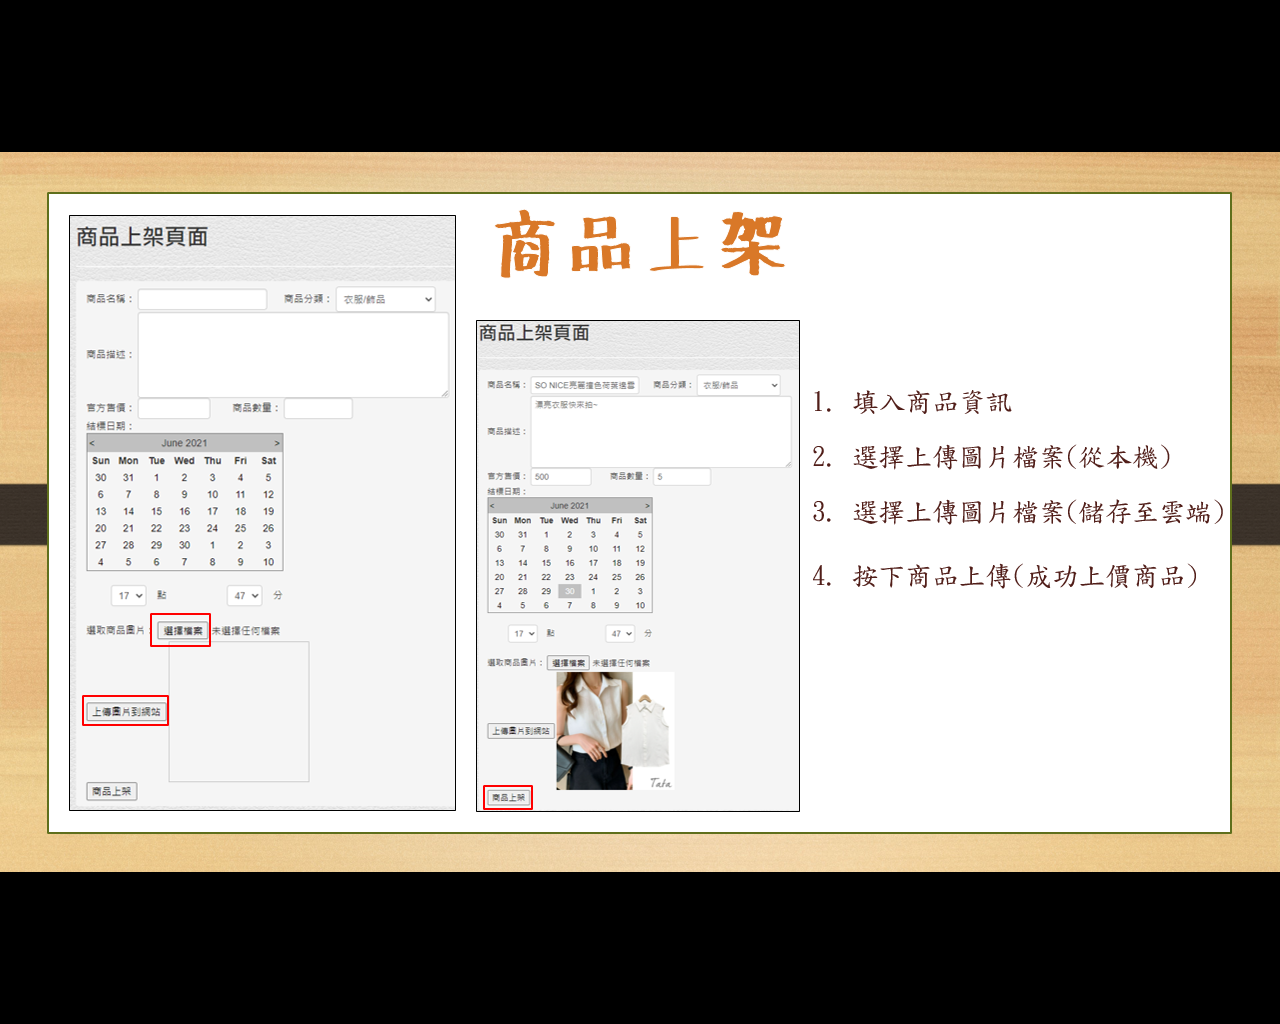 商品上架
商品上架頁面
商品名稱： 商品分類： 衣服/飾品
商品描述：
官方售價： 商品數量：
結標日期：
< June 2021 >
Sun Mon Tue Wed Thu Fri Sat
30 31 1 2 3 4 5
6 7 8 9 10 11 12
13 14 15 16 17 18 19
20 21 22 23 24 25 26
27 28 29 30 1 2 3
4 5 6 7 8 9 10
17 點 47 分
選取商品圖片： 選擇檔案 未選擇任何檔案
上傳圖片到網站
商品上架
商品上架頁面
商品名稱： SO NICE亮麗撞色荷葉邊雪 商品分類： 衣服/飾品
商品描述： 漂亮衣服快來拍~
官方售價： 500 商品數量： 5
結標日期：
< June 2021 >
Sun Mon Tue Wed Thu Fri Sat
30 31 1 2 3 4 5
6 7 8 9 10 11 12
13 14 15 16 17 18 19
20 21 22 23 24 25 26
27 28 29 30 1 2 3
4 5 6 7 8 9 10
17 點 47 分
選取商品圖片： 選擇檔案 未選擇任何檔案
上傳圖片到網站
Tata
商品上架
1. 填入商品資訊
2. 選擇上傳圖片檔案(從本機)
3. 選擇上傳圖片檔案(儲存至雲端)
4. 按下商品上傳(成功上價商品)